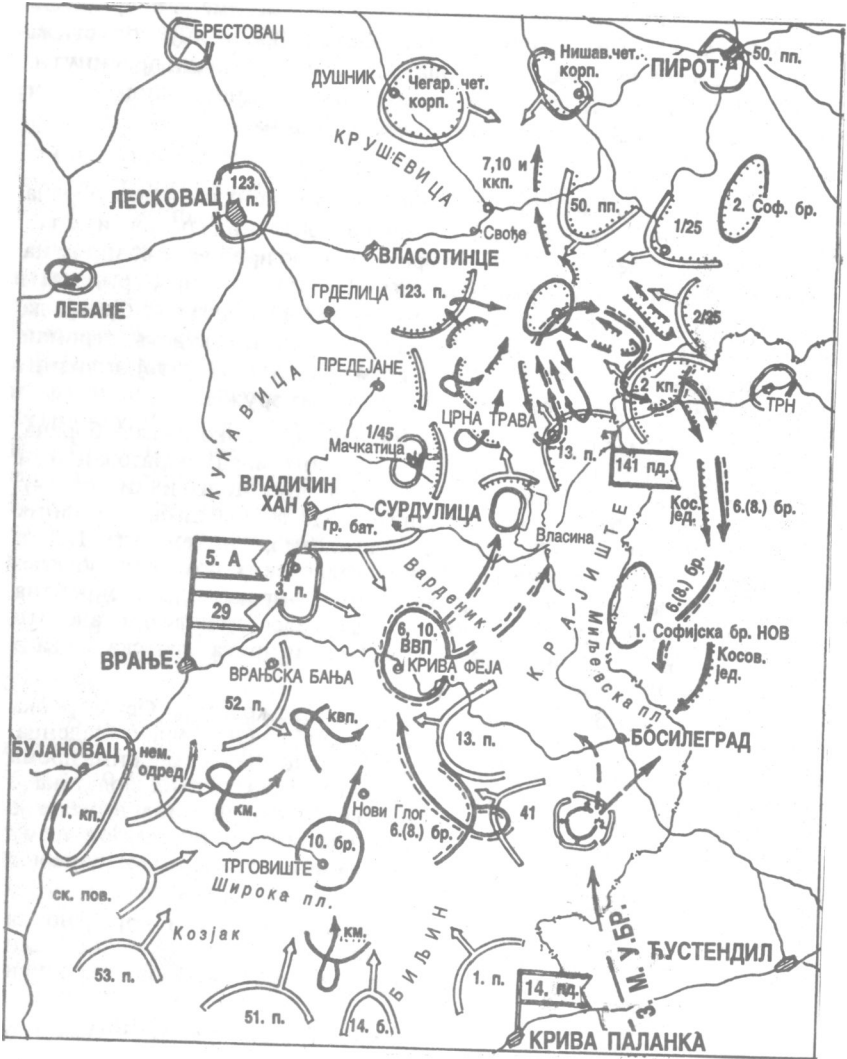 БРЕСТОВАЦ
ДУШНИК
Чегар. чет.
корп.
Нишав.чет.
корп.
ПИРОТ
50. пп.
КРУШЕВИЦА
7,10 и
ккп.
50. пп.
2. Соф. бр.
1/25
ЛЕСКОВАЦ
123.
п.
Свође
ВЛАСОТИНЦЕ
ЛЕБАНЕ
ГРДЕЛИЦА
123. п.
2/25
ПРЕДЕЈАНЕ
2 кп.
ТРН
КУКАВИЦА
ЦРНА ТРАВА
1/45
Мачкатица
13. п.
141 пд.
ВЛАДИЧИН
ХАН
СУРДУЛИЦА
гр. бат.
Власина
Кос.
јед.
6.(8.) бр.
5. А
29
3. п.
Варденик
КРАЈИШТЕ
6.(8.) бр.
6, 10.
ВВП
1. Софијска бр. НОВ
Миљевска пл.
Косов.
јед.
ВРАЊЕ
ВРАЊСКА БАЊА
КРИВА ФЕЈА
52. п.
квп.
13. п.
БОСИЛЕГРАД
БУЈАНОВАЦ
нем.
одред
км.
Нови Глог
6.(8.) бр.
41
1. кп.
10. бр.
ТРГОВИШТЕ
Широка пл.
ск. пов.
Козјак
км.
БИЉИН
3. М. У.БР.
ЋУСТЕНДИЛ
53. п.
51. п.
14. б.
1. п.
14. пд.
КРИВА ПАЛАНКА